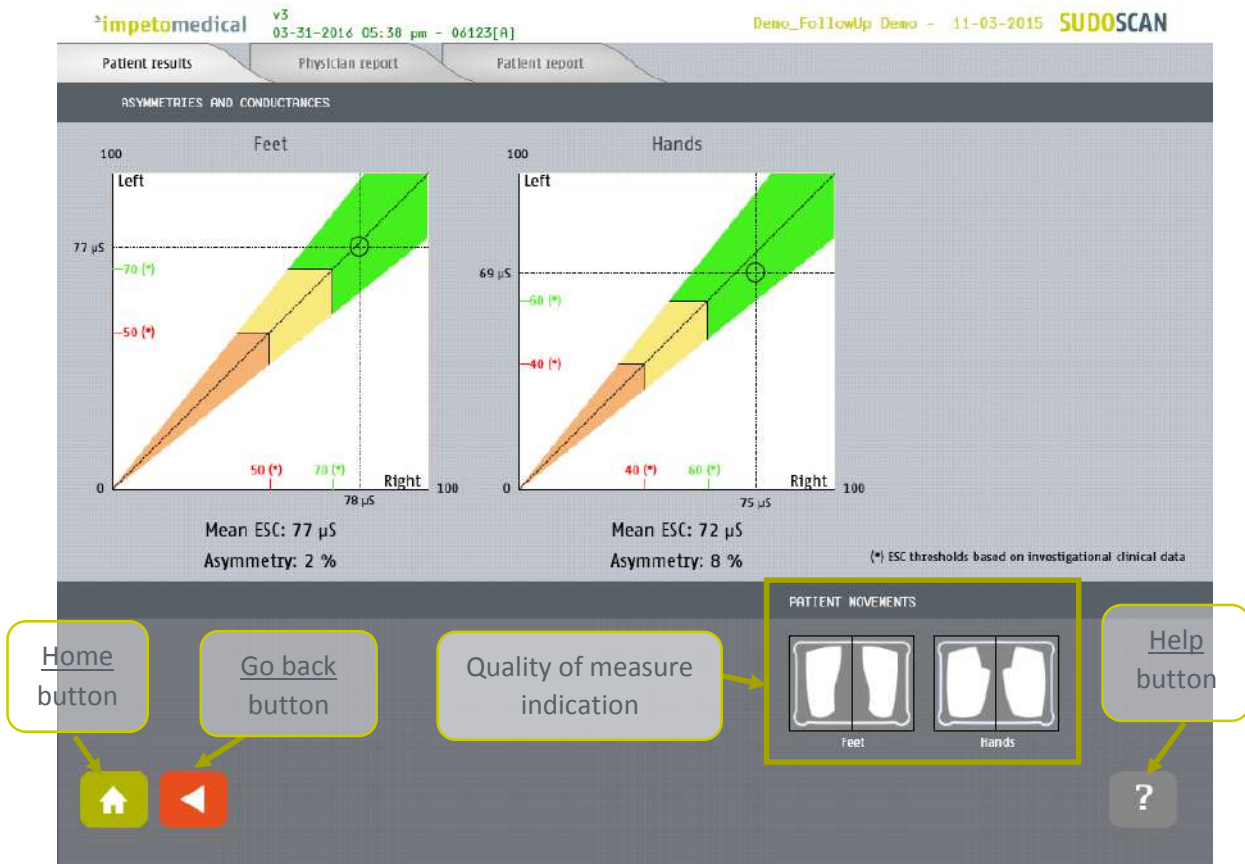 impetomedical
v3
03-31-2016 05:38 pm - 06123[A]
Demo_FollowUp Demo - 11-03-2015
SUDOSCAN
Patient results
Physician report
Patient report
ASYMMETRIES AND CONDUCTANCES
Feet
100
Left
77 µS
70 (*)
50 (*)
50 (*)
70 (*)
Right
0
100
78 µS
Mean ESC: 77 µS
Asymmetry: 2 %
Hands
100
Left
69 µS
60 (*)
40 (*)
40 (*)
60 (*)
Right
0
100
75 µS
Mean ESC: 72 µS
Asymmetry: 8 %
(*) ESC thresholds based on investigational clinical data
PATIENT MOVEMENTS
Feet
Hands
Home
button
Go back
button
Quality of measure
indication
Help
button
?